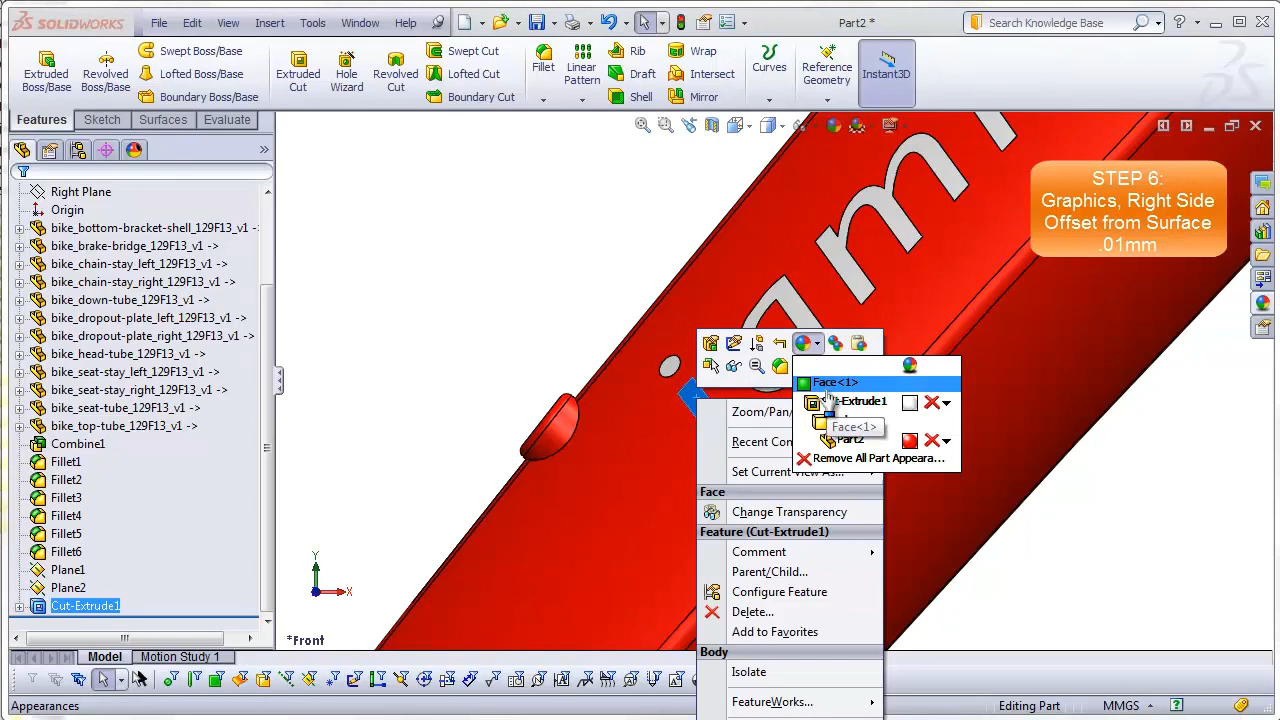 SOLIDWORKS
File Edit View Insert Tools Window Help
Part2 *
Search Knowledge Base
Extruded Boss/Base
Revolved Boss/Base
Swept Boss/Base
Lofted Boss/Base
Boundary Boss/Base
Extruded Cut
Hole Wizard
Revolved Cut
Swept Cut
Lofted Cut
Boundary Cut
Fillet
Linear Pattern
Rib
Draft
Shell
Wrap
Intersect
Mirror
Curves
Reference Geometry
Instant3D
Features Sketch Surfaces Evaluate
Right Plane
Origin
bike_bottom-bracket-shell_129F13_v1 ->
bike_brake-bridge_129F13_v1 ->
bike_chain-stay_left_129F13_v1 ->
bike_chain-stay_right_129F13_v1 ->
bike_down-tube_129F13_v1 ->
bike_dropout-plate_left_129F13_v1 ->
bike_dropout-plate_right_129F13_v1 ->
bike_head-tube_129F13_v1 ->
bike_seat-stay_left_129F13_v1 ->
bike_seat-stay_right_129F13_v1 ->
bike_seat-tube_129F13_v1 ->
bike_top-tube_129F13_v1 ->
Combine1
Fillet1
Fillet2
Fillet3
Fillet4
Fillet5
Fillet6
Plane1
Plane2
Cut-Extrude1
STEP 6:
Graphics, Right Side
Offset from Surface
.01mm
am
Face<1>
Extrude1
Face<1>
Part2
Remove All Part Appeara...
Zoom/Pan/
Recent Com
Set Current View As...
Face
Change Transparency
Feature (Cut-Extrude1)
Comment
Parent/Child...
Configure Feature
Delete...
Add to Favorites
Body
Isolate
FeatureWorks...
Y
X
*Front
Model Motion Study 1
Appearances
Editing Part MMGS